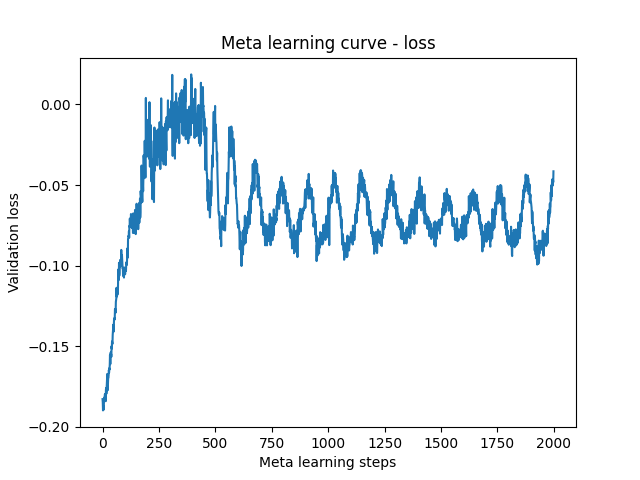 Meta learning curve - loss
Validation loss
0.00
−0.05
−0.10
−0.15
−0.20
0 250 500 750 1000 1250 1500 1750 2000
Meta learning steps